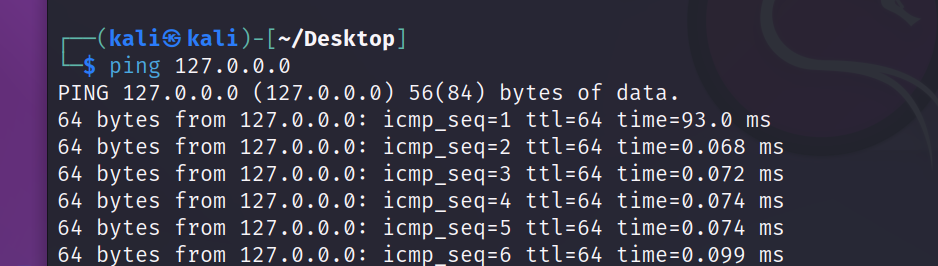 ┌──(kali㉿kali)-[~/Desktop]
└─$ ping 127.0.0.0
PING 127.0.0.0 (127.0.0.0) 56(84) bytes of data.
64 bytes from 127.0.0.0: icmp_seq=1 ttl=64 time=93.0 ms
64 bytes from 127.0.0.0: icmp_seq=2 ttl=64 time=0.068 ms
64 bytes from 127.0.0.0: icmp_seq=3 ttl=64 time=0.072 ms
64 bytes from 127.0.0.0: icmp_seq=4 ttl=64 time=0.074 ms
64 bytes from 127.0.0.0: icmp_seq=5 ttl=64 time=0.074 ms
64 bytes from 127.0.0.0: icmp_seq=6 ttl=64 time=0.099 ms